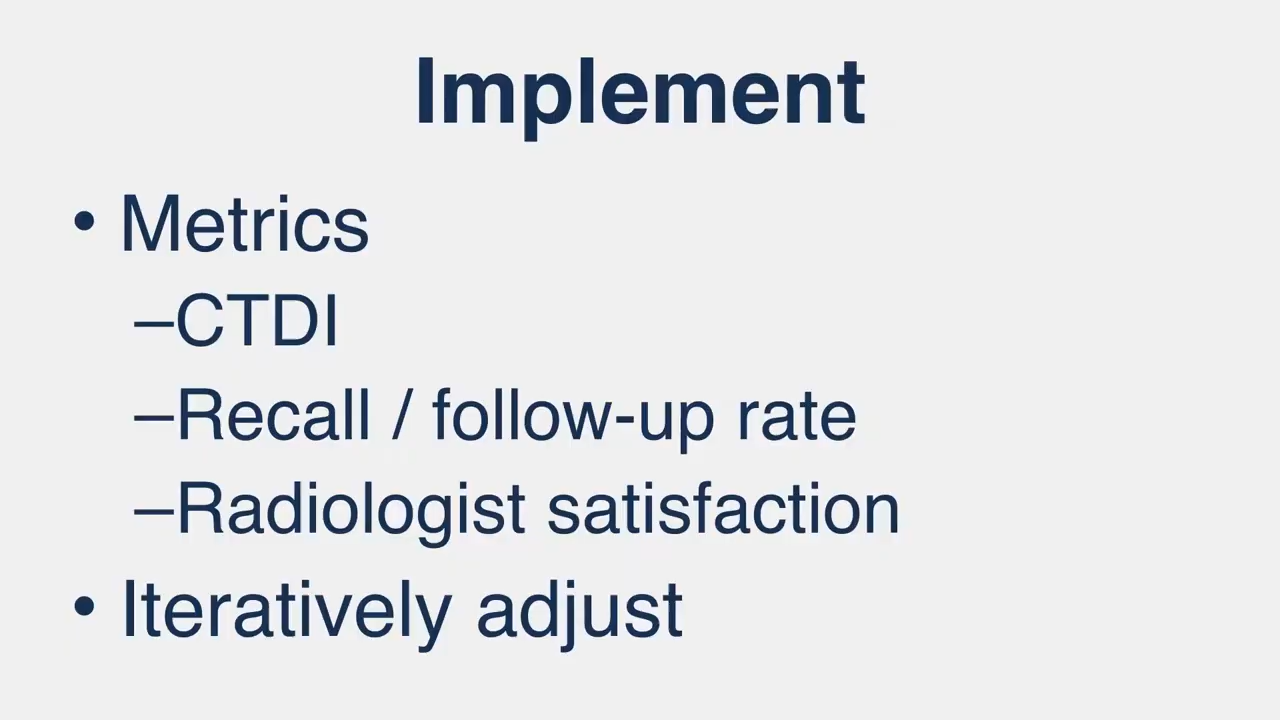 Implement
• Metrics
–CTDI
–Recall / follow-up rate
–Radiologist satisfaction
• Iteratively adjust